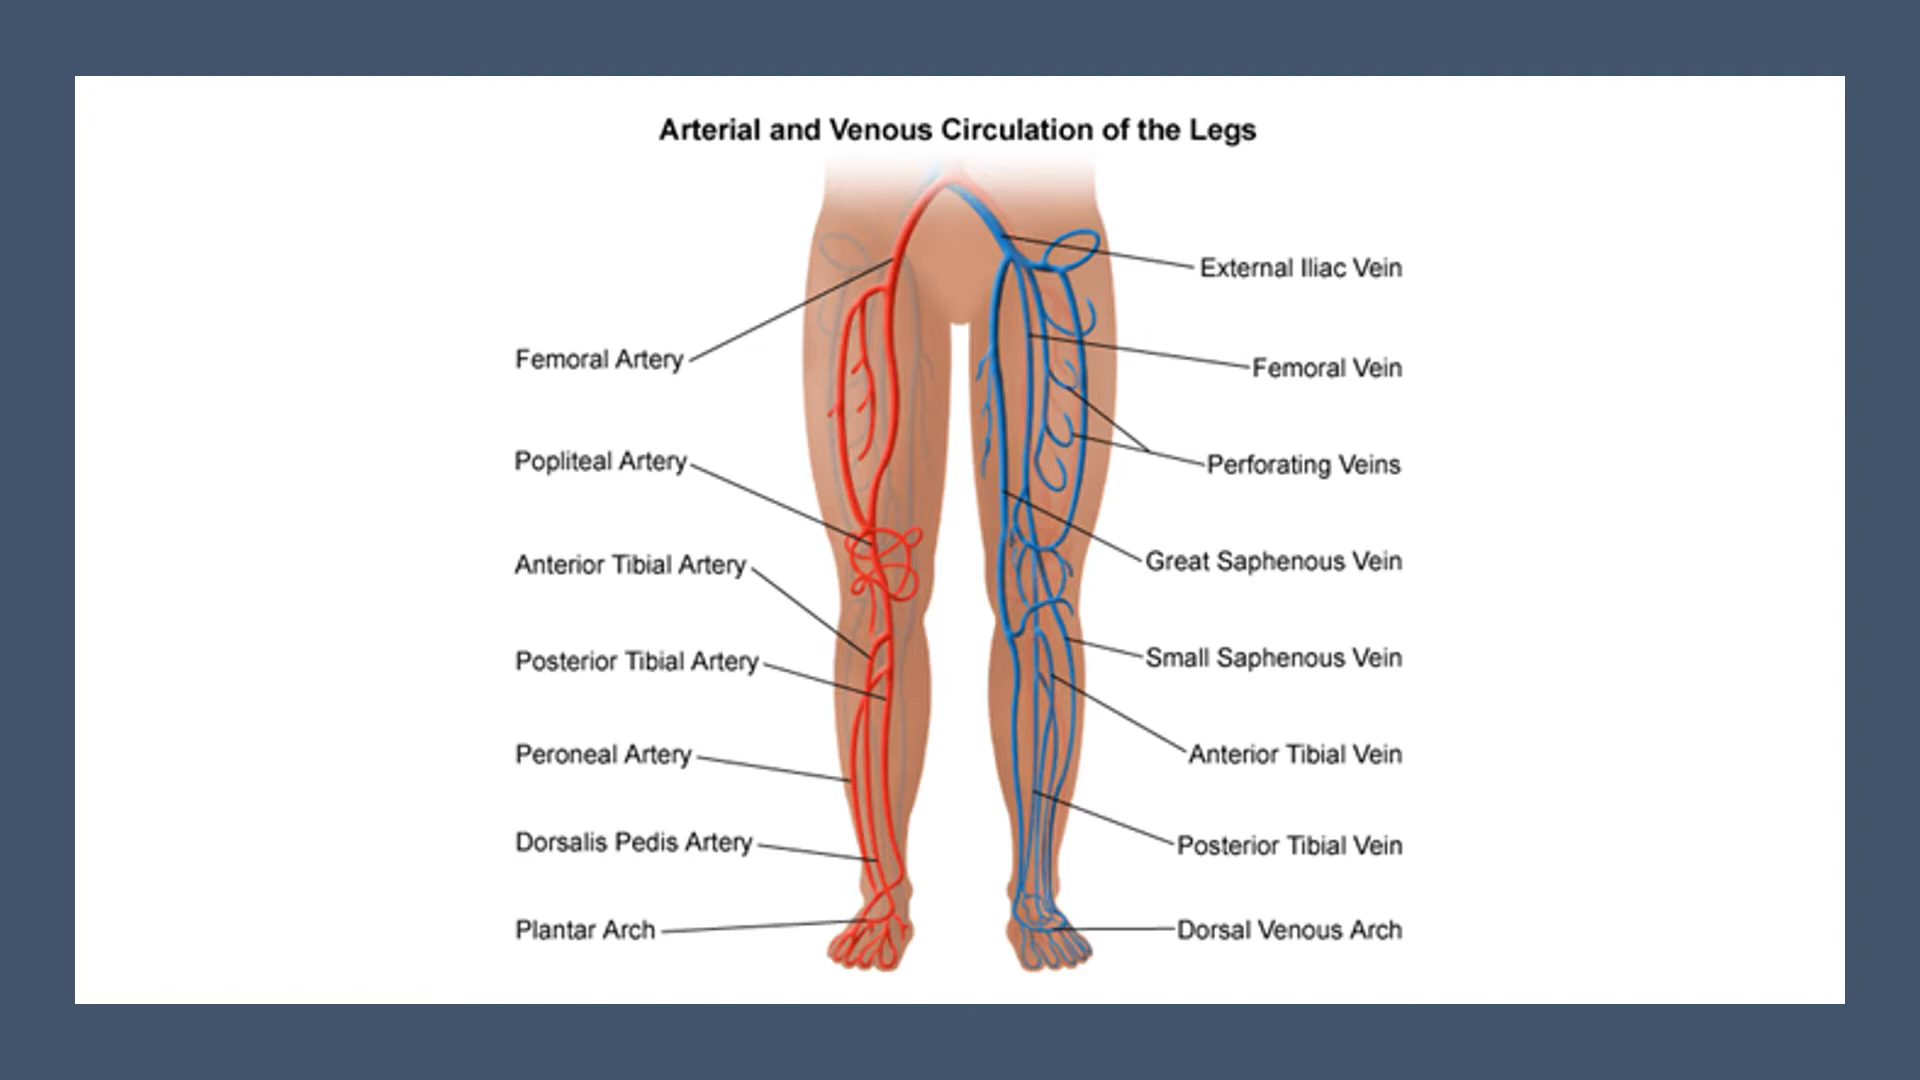 Arterial and Venous Circulation of the Legs
Femoral Artery
Popliteal Artery
Anterior Tibial Artery
Posterior Tibial Artery
Peroneal Artery
Dorsalis Pedis Artery
Plantar Arch
External Iliac Vein
Femoral Vein
Perforating Veins
Great Saphenous Vein
Small Saphenous Vein
Anterior Tibial Vein
Posterior Tibial Vein
Dorsal Venous Arch